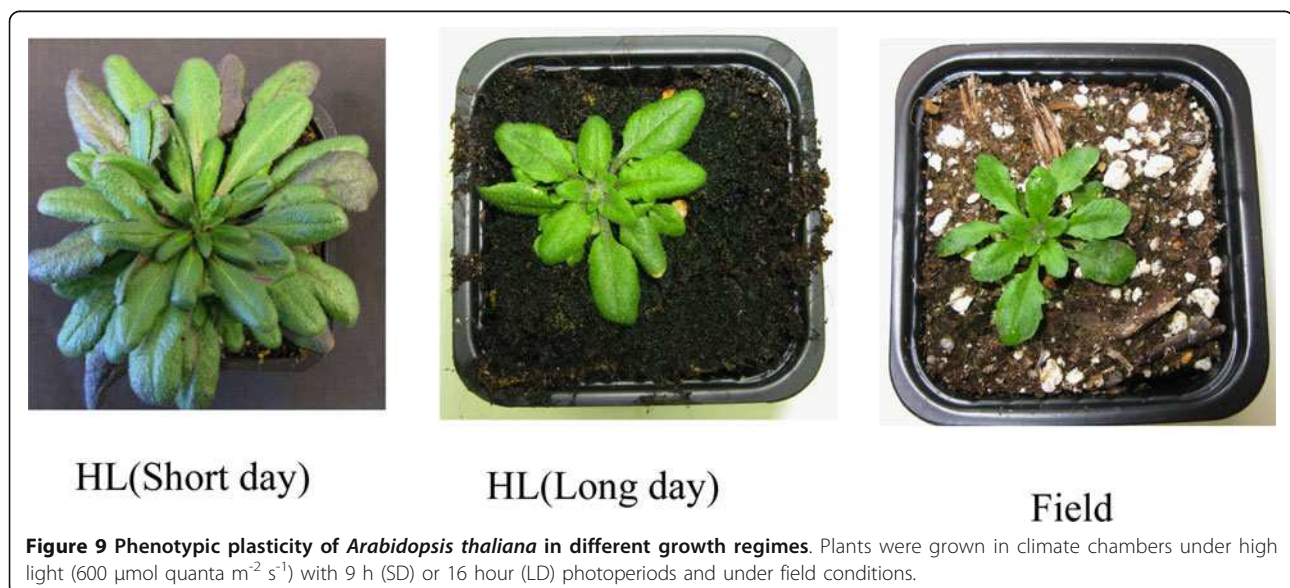 HL(Short day)
HL(Long day)
Field
Figure 9 Phenotypic plasticity of Arabidopsis thaliana in different growth regimes. Plants were grown in climate chambers under high
light (600 μmol quanta m⁻² s⁻¹) with 9 h (SD) or 16 hour (LD) photoperiods and under field conditions.